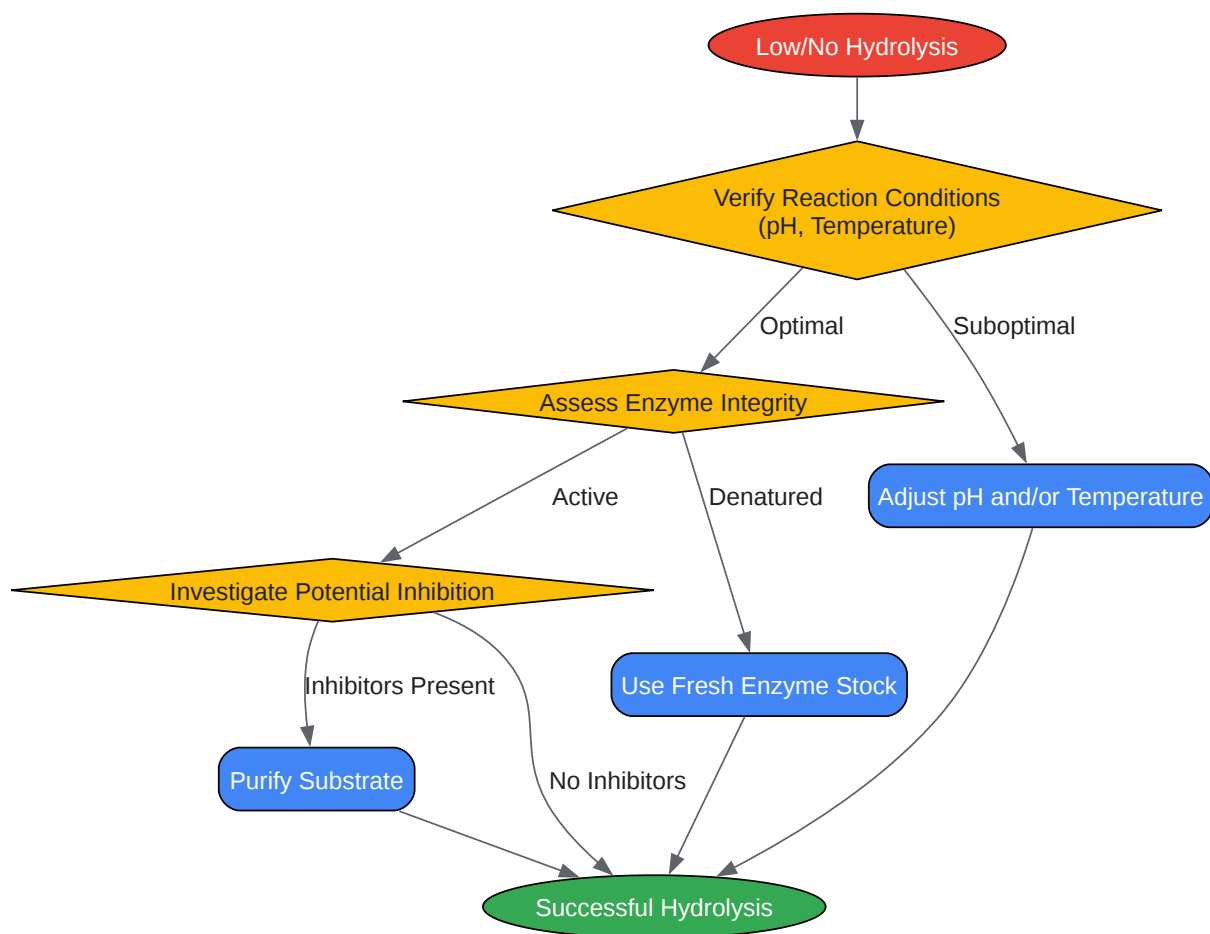 Low/No Hydrolysis
Verify Reaction Conditions
(pH, Temperature)
Optimal
Suboptimal
Assess Enzyme Integrity
Active
Denatured
Adjust pH and/or Temperature
Investigate Potential Inhibition
Inhibitors Present
Use Fresh Enzyme Stock
Purify Substrate
No Inhibitors
Successful Hydrolysis